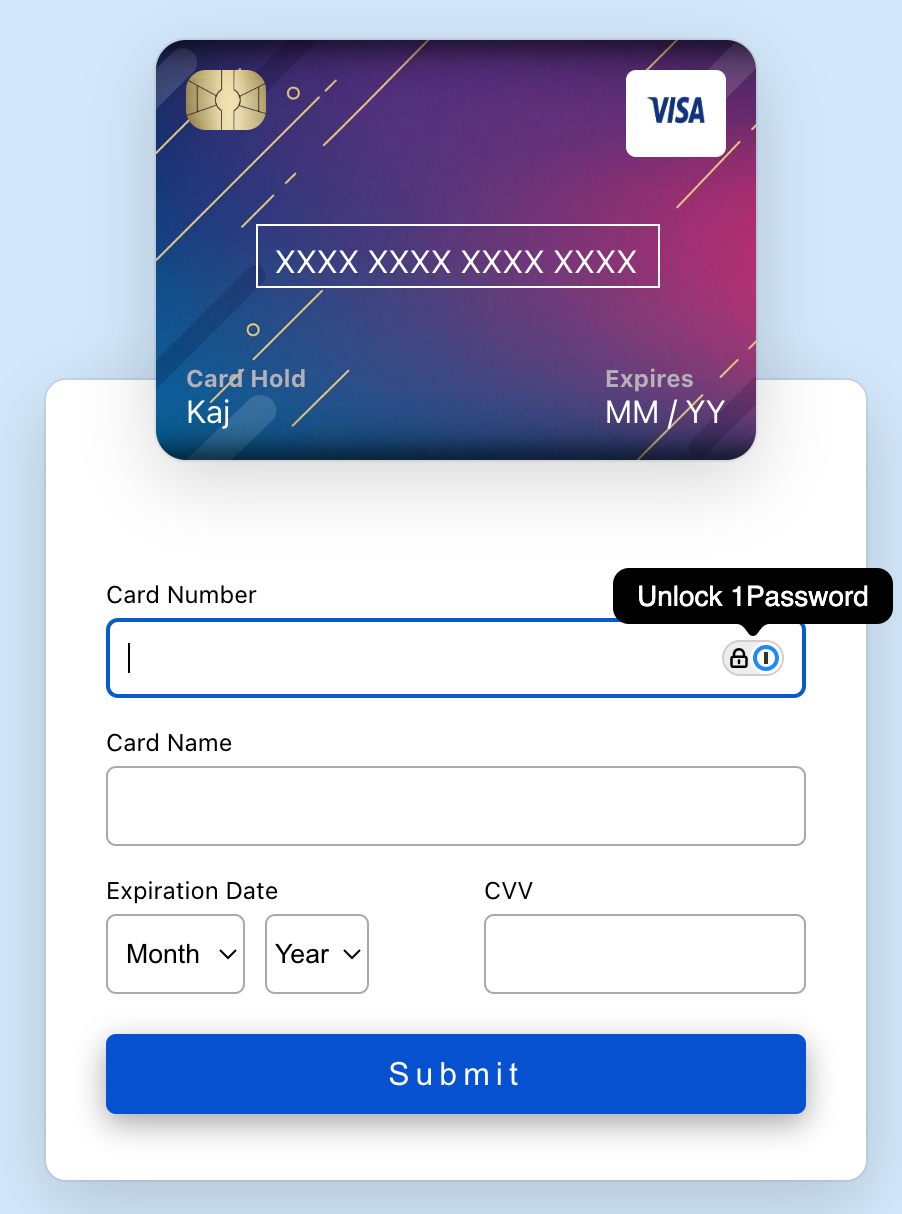 VISA
XXXX XXXX XXXX XXXX
Card Hold Expires
Kaj MM / YY
Card Number
Unlock 1Password
Card Name
Expiration Date CVV
Month Year
Submit